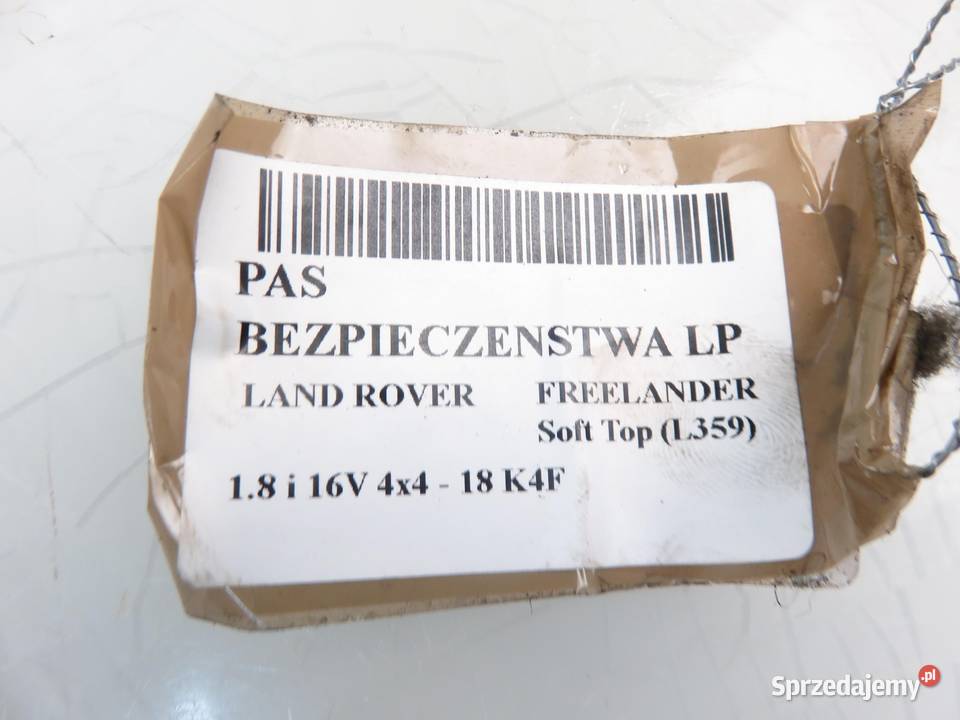 PAS
BEZPIECZENSTWA LP
LAND ROVER FREELANDER
Soft Top (L359)
1.8 i 16V 4x4 - 18 K4F
Sprzedajemy.pl